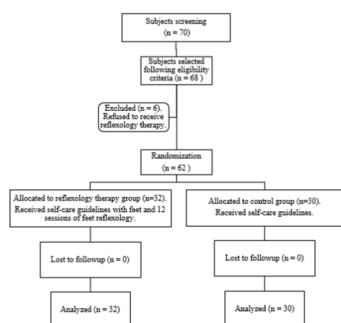 Subjects screening
(n = 70)
Subjects selected
following eligibility
criteria (n = 68 )
Excluded (n = 6).
Refused to receive
reflexology therapy.
Randomization
(n = 62 )
Allocated to reflexology therapy group (n=32).
Received self-care guidelines with feet and 12
sessions of feet reflexology.
Allocated to control group (n=30).
Received self-care guidelines.
Lost to followup (n = 0)
Lost to followup (n = 0)
Analyzed (n = 32)
Analyzed (n = 30)